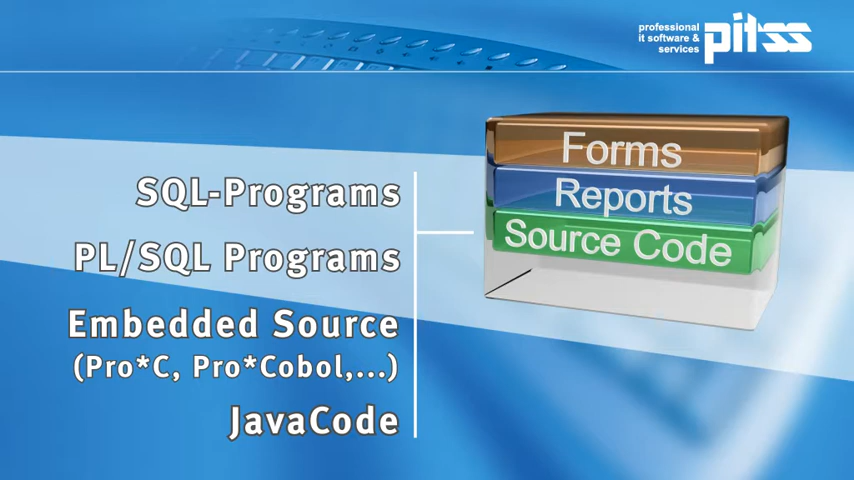 professional
it software &
services
pitss
SQL-Programs
PL/SQL Programs
Embedded Source
(Pro*C, Pro*Cobol,...)
JavaCode
Forms
Reports
Source Code